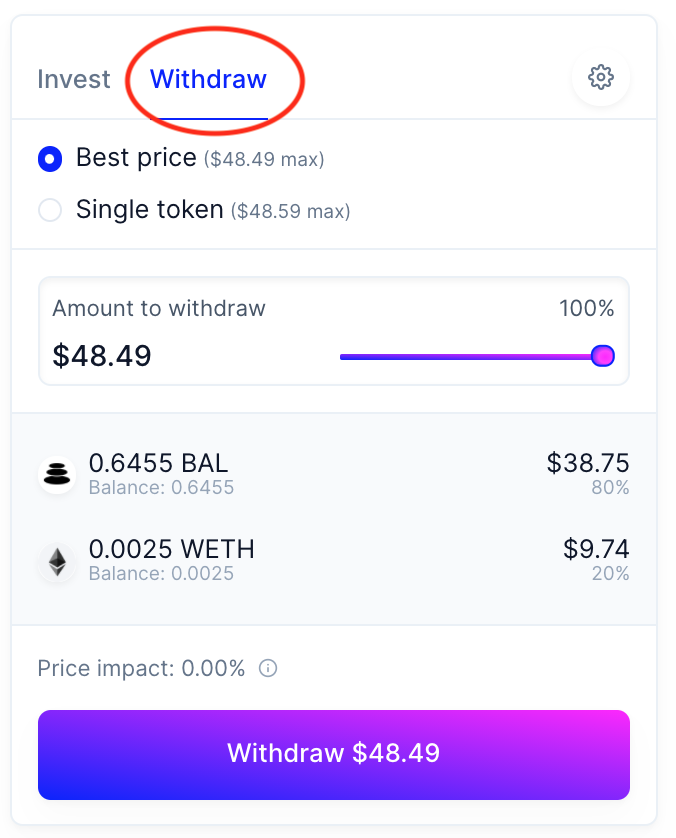 Invest Withdraw
Best price ($48.49 max)
Single token ($48.59 max)
Amount to withdraw 100%
$48.49
0.6455 BAL $38.75
Balance: 0.6455 80%
0.0025 WETH $9.74
Balance: 0.0025 20%
Price impact: 0.00%
Withdraw $48.49